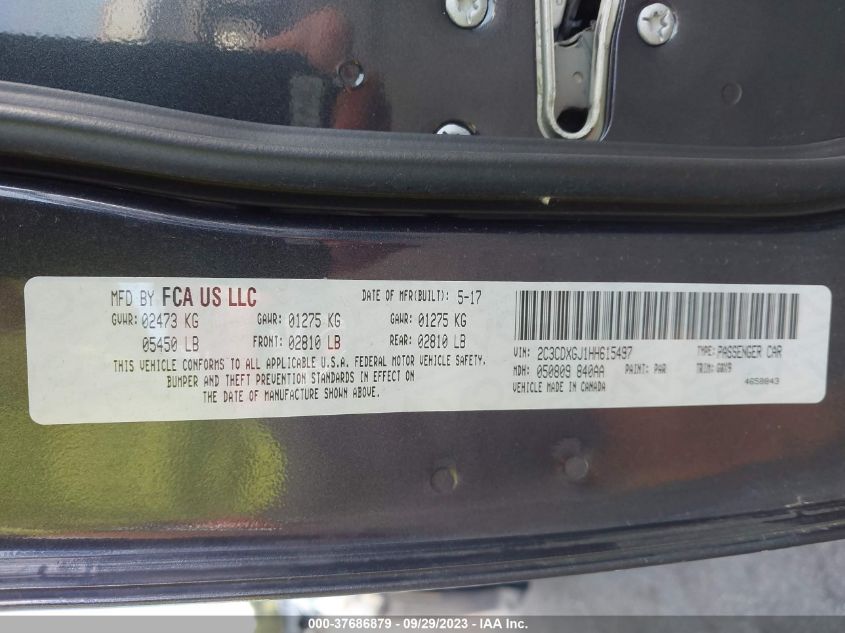 MFD BY FCA US LLC DATE OF MFR(BUILT): 5-17
GVWR: 02473 KG GAWR: 01275 KG GAWR: 01275 KG
05450 LB FRONT: 02810 LB REAR: 02810 LB
THIS VEHICLE CONFORMS TO ALL APPLICABLE U.S.A. FEDERAL MOTOR VEHICLE SAFETY,
BUMPER AND THEFT PREVENTION STANDARDS IN EFFECT ON
THE DATE OF MANUFACTURE SHOWN ABOVE.
VIN: 2C3CDXGJ1HH615497 TYPE: PASSENGER CAR
MDH: 050809 840AA PAINT: PAR TRIM: GRX9
VEHICLE MADE IN CANADA 4658843
000-37686879 - 09/29/2023 - IAA Inc.